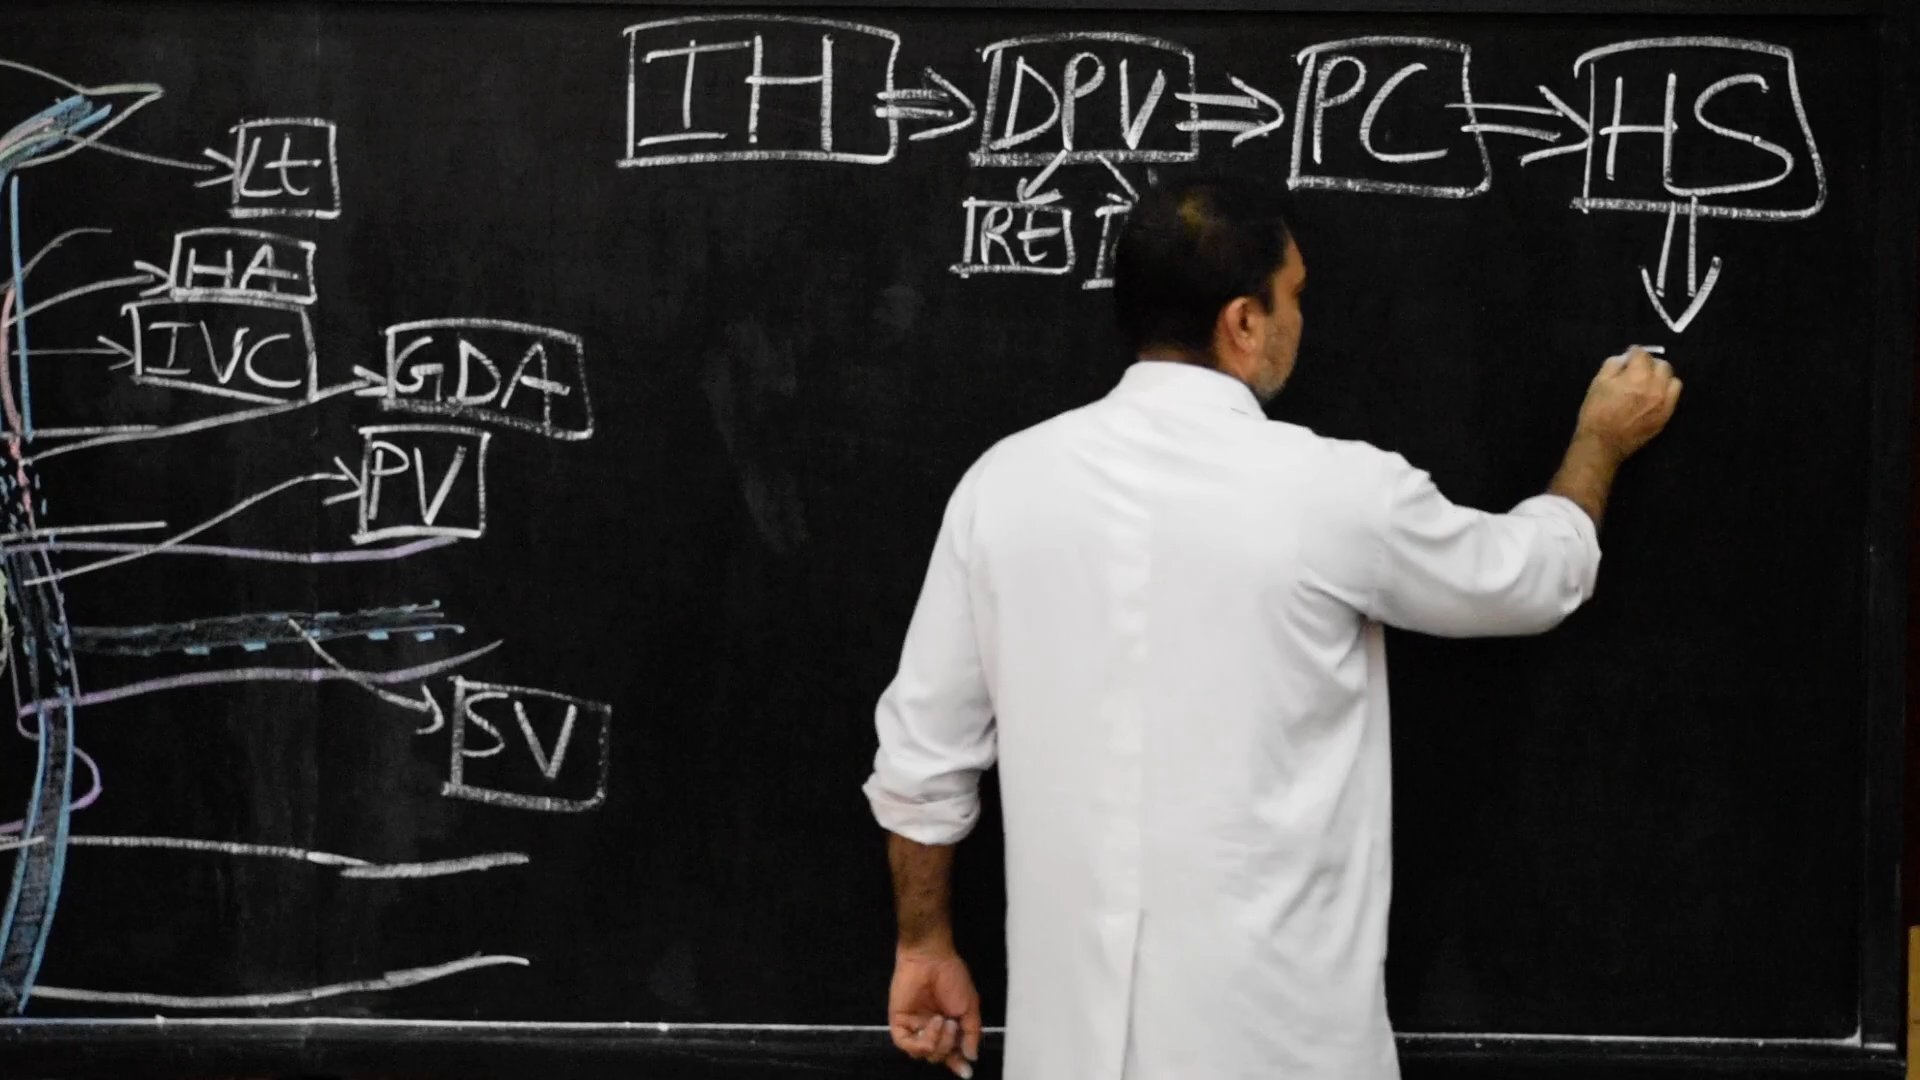 IH ⇒ DPV ⇒ PC ⇒ HS
RE
Lt
HA
IVC
GDA
PV
SV